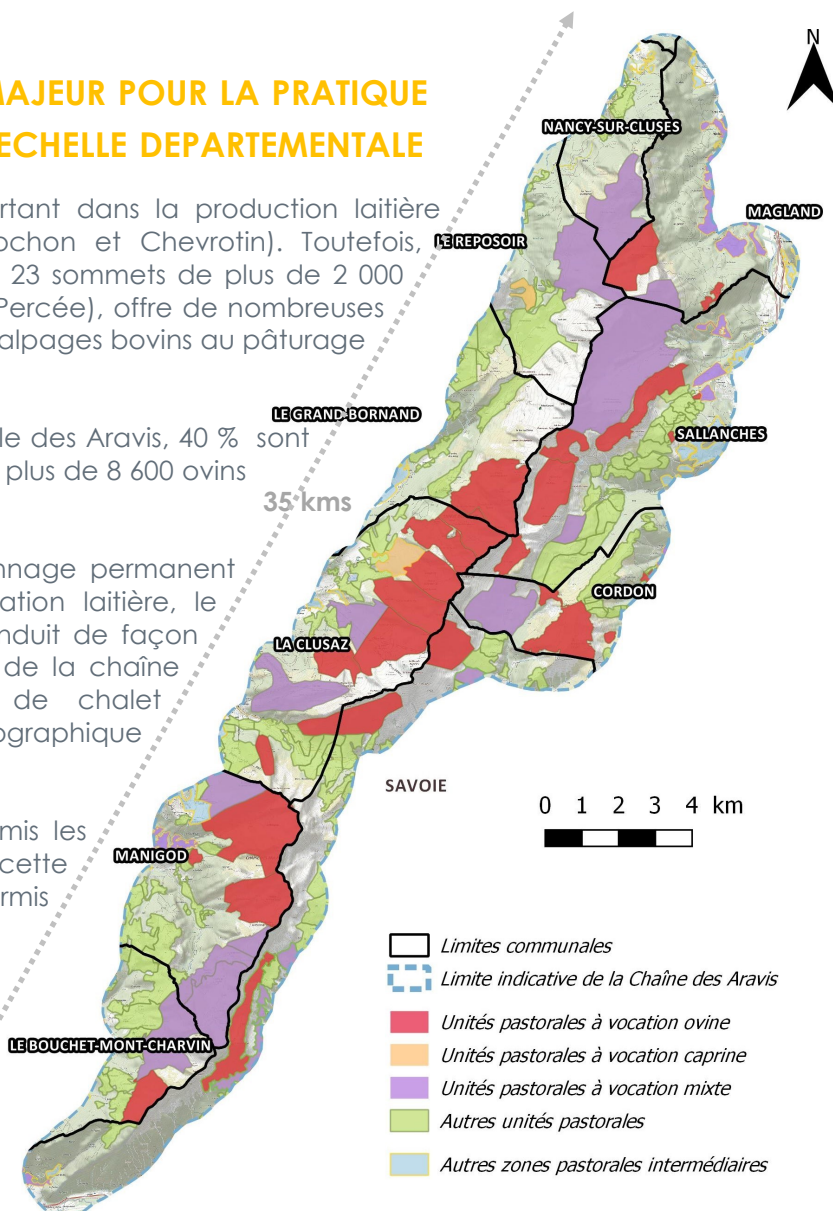 MAJEUR POUR LA PRATIQUE
ECHELLE DEPARTEMENTALE
rtant dans la production laitière
ochon et Chevrotin). Toutefois,
23 sommets de plus de 2 000
Percée), offre de nombreuses
alpages bovins au pâturage
le des Aravis, 40 % sont
plus de 8 600 ovins
nnage permanent
ation laitière, le
nduit de façon
de la chaîne
de chalet
ographique
mis les
cette
rmis
N
NANCY-SUR-CLUSES
MAGLAND
LE REPOSOIR
LE GRAND-BORNAND
SALLANCHES
35 kms
CORDON
LA CLUSAZ
SAVOIE
MANIGOD
LE BOUCHET-MONT-CHARVIN
0 1 2 3 4 km
Limites communales
Limite indicative de la Chaîne des Aravis
Unités pastorales à vocation ovine
Unités pastorales à vocation caprine
Unités pastorales à vocation mixte
Autres unités pastorales
Autres zones pastorales intermédiaires